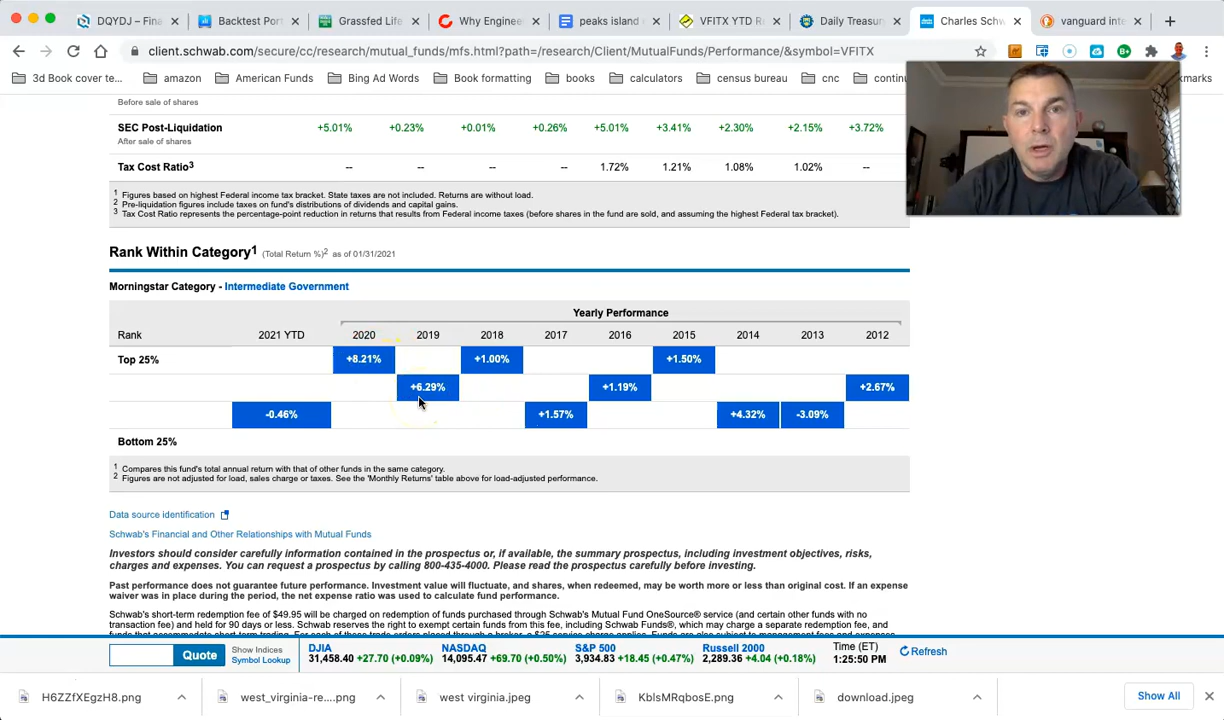 DQYDJ – Fina
Backtest Port
Grassfed Life
Why Enginee
peaks island
VFITX YTD Re
Daily Treasur
Charles Schw
vanguard inte
client.schwab.com/secure/cc/research/mutual_funds/mfs.html?path=/research/Client/MutualFunds/Performance/&symbol=VFITX
3d Book cover te...
amazon
American Funds
Bing Ad Words
Book formatting
books
calculators
census bureau
cnc
Before sale of shares
SEC Post-Liquidation +5.01% +0.23% +0.01% +0.26% +5.01% +3.41% +2.30% +2.15% +3.72%
After sale of shares
Tax Cost Ratio3 -- -- -- -- 1.72% 1.21% 1.08% 1.02% --
1 Figures based on highest Federal income tax bracket. State taxes are not included. Returns are without load.
2 Pre-liquidation figures include taxes on fund's distributions of dividends and capital gains.
3 Tax Cost Ratio represents the percentage-point reduction in returns that results from Federal income taxes (before shares in the fund are sold, and assuming the highest Federal tax bracket).
Rank Within Category1 (Total Return %)2 as of 01/31/2021
Morningstar Category - Intermediate Government
Yearly Performance
Rank 2021 YTD 2020 2019 2018 2017 2016 2015 2014 2013 2012
Top 25% +8.21% +1.00% +1.50%
+6.29% +1.19% +2.67%
-0.46% +1.57% +4.32% -3.09%
Bottom 25%
1 Compares this fund's total annual return with that of other funds in the same category.
2 Figures are not adjusted for load, sales charge or taxes. See the 'Monthly Returns' table above for load-adjusted performance.
Data source identification
Schwab's Financial and Other Relationships with Mutual Funds
Investors should consider carefully information contained in the prospectus or, if available, the summary prospectus, including investment objectives, risks,
charges and expenses. You can request a prospectus by calling 800-435-4000. Please read the prospectus carefully before investing.
Past performance does not guarantee future performance. Investment value will fluctuate, and shares, when redeemed, may be worth more or less than original cost. If an expense
waiver was in place during the period, the net expense ratio was used to calculate fund performance.
Schwab's short-term redemption fee of $49.95 will be charged on redemption of funds purchased through Schwab's Mutual Fund OneSource® service (and certain other funds with no
transaction fee) and held for 90 days or less. Schwab reserves the right to exempt certain funds from this fee, including Schwab Funds®, which may charge a separate redemption fee, and
Quote
Show Indices
Symbol Lookup
DJIA
31,458.40 +27.70 (+0.09%)
NASDAQ
14,095.47 +69.70 (+0.50%)
S&P 500
3,934.83 +18.45 (+0.47%)
Russell 2000
2,289.36 +4.04 (+0.18%)
Time (ET)
1:25:50 PM
Refresh
H6ZZfXEgzH8.png
west_virginia-re....png
west virginia.jpeg
KblsMRqbosE.png
download.jpeg
Show All